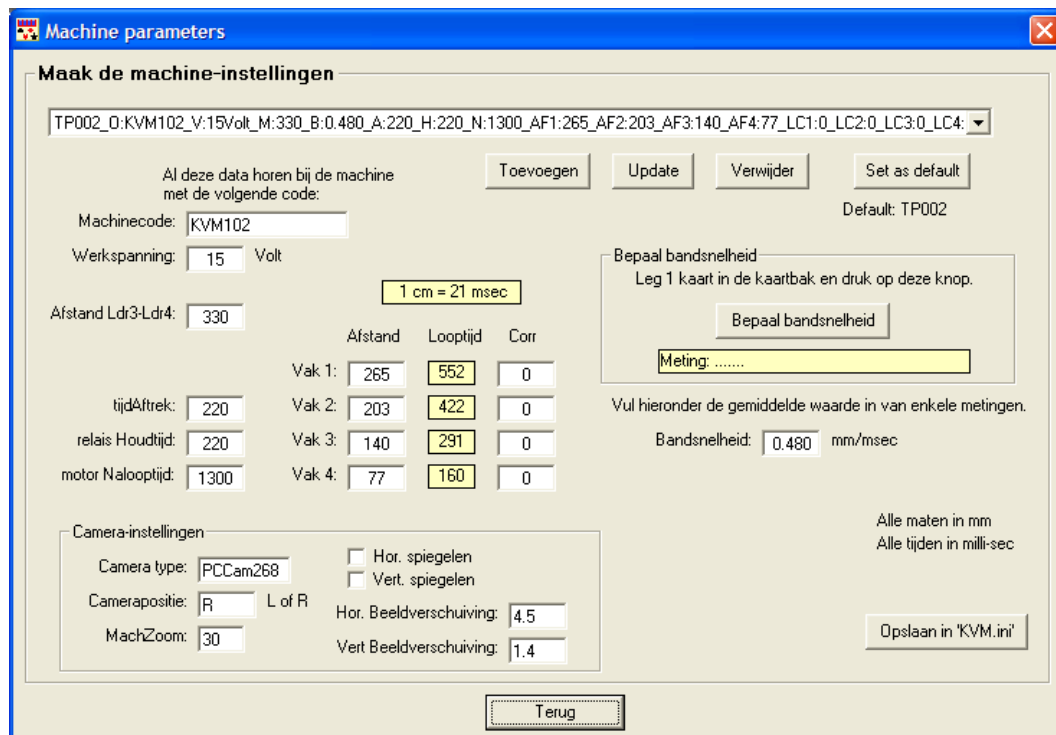 Machine parameters
Maak de machine-instellingen
TP002_O:KVM102_V:15Volt_M:330_B:0.480_A:220_H:220_N:1300_AF1:265_AF2:203_AF3:140_AF4:77_LC1:0_LC2:0_LC3:0_LC4:
Al deze data horen bij de machine
met de volgende code:
Toevoegen Update Verwijder Set as default
Default: TP002
Machinecode: KVM102
Werkspanning: 15 Volt
Bepaal bandsnelheid
Leg 1 kaart in de kaartbak en druk op deze knop.
1 cm = 21 msec
Afstand Ldr3-Ldr4: 330
Bepaal bandsnelheid
Afstand Looptijd Corr
Meting: .......
Vak 1: 265 552 0
tijdAftrek: 220 Vak 2: 203 422 0
Vul hieronder de gemiddelde waarde in van enkele metingen.
relais Houdtijd: 220 Vak 3: 140 291 0
Bandsnelheid: 0.480 mm/msec
motor Nalooptijd: 1300 Vak 4: 77 160 0
Alle maten in mm
Alle tijden in milli-sec
Camera-instellingen
Camera type: PCCam268
Hor. spiegelen
Vert. spiegelen
Camerapositie: R L of R
Hor. Beeldverschuiving: 4.5
MachZoom: 30
Vert Beeldverschuiving: 1.4
Opslaan in 'KVM.ini'
Terug